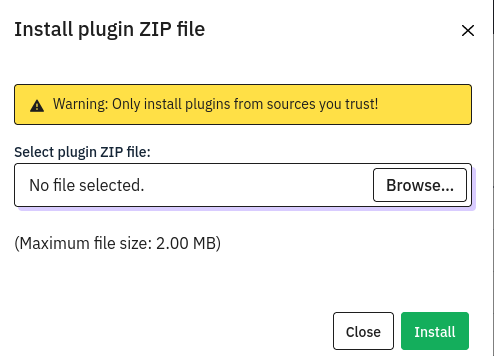 Install plugin ZIP file
Warning: Only install plugins from sources you trust!
Select plugin ZIP file:
No file selected.
Browse...
(Maximum file size: 2.00 MB)
Close
Install